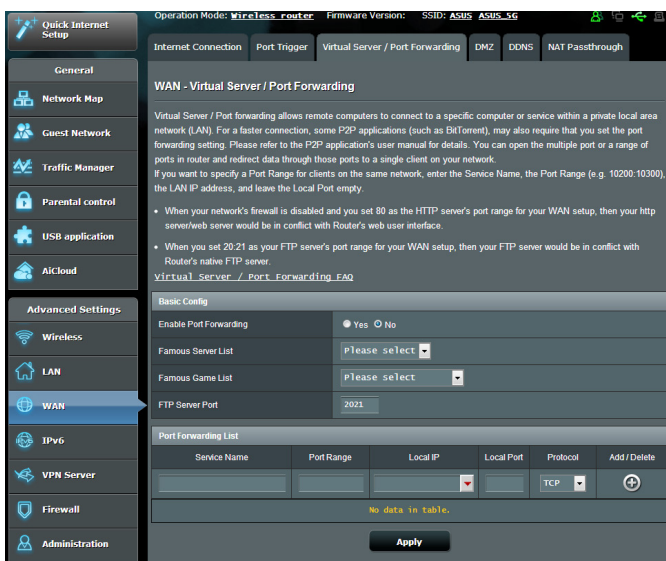 Quick Internet
Setup
General
Network Map
Guest Network
Traffic Manager
Parental control
USB application
AiCloud
Advanced Settings
Wireless
LAN
WAN
IPv6
IPv6
VPN Server
Firewall
Administration
Operation Mode: Wireless router Firmware Version: SSID: ASUS ASUS_5G
Internet Connection Port Trigger Virtual Server / Port Forwarding DMZ DDNS NAT Passthrough
WAN - Virtual Server / Port Forwarding
Virtual Server / Port forwarding allows remote computers to connect to a specific computer or service within a private local area
network (LAN). For a faster connection, some P2P applications (such as BitTorrent), may also require that you set the port
forwarding setting. Please refer to the P2P application's user manual for details. You can open the multiple port or a range of
ports in router and redirect data through those ports to a single client on your network.
If you want to specify a Port Range for clients on the same network, enter the Service Name, the Port Range (e.g. 10200:10300),
the LAN IP address, and leave the Local Port empty.
• When your network's firewall is disabled and you set 80 as the HTTP server's port range for your WAN setup, then your http
server/web server would be in conflict with Router's web user interface.
• When you set 20:21 as your FTP server's port range for your WAN setup, then your FTP server would be in conflict with
Router's native FTP server.
Virtual Server / Port Forwarding FAQ
Basic Config
Enable Port Forwarding Yes No
Famous Server List Please select
Famous Game List Please select
FTP Server Port 2021
Port Forwarding List
Service Name Port Range Local IP Local Port Protocol Add / Delete
TCP
No data in table.
Apply